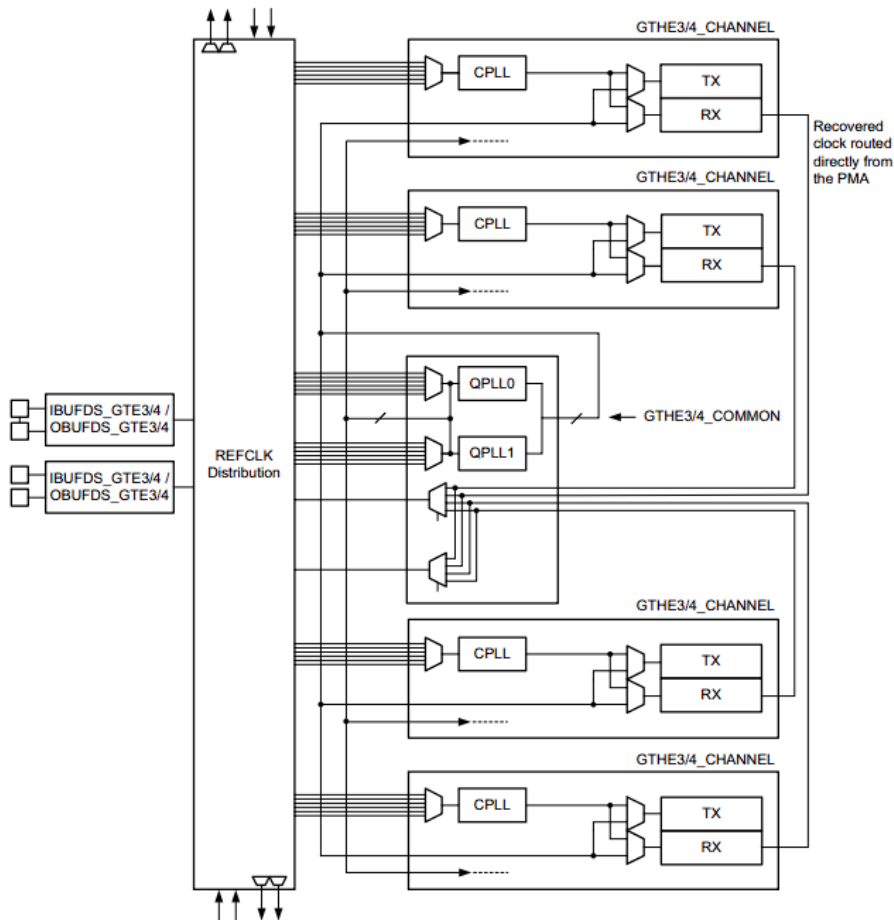 GTHE3/4_CHANNEL
CPLL
TX
RX
Recovered
clock routed
directly from
the PMA
GTHE3/4_CHANNEL
CPLL
TX
RX
IBUFDS_GTE3/4 /
OBUFDS_GTE3/4
IBUFDS_GTE3/4 /
OBUFDS_GTE3/4
REFCLK
Distribution
QPLL0
QPLL1
GTHE3/4_COMMON
GTHE3/4_CHANNEL
CPLL
TX
RX
GTHE3/4_CHANNEL
CPLL
TX
RX